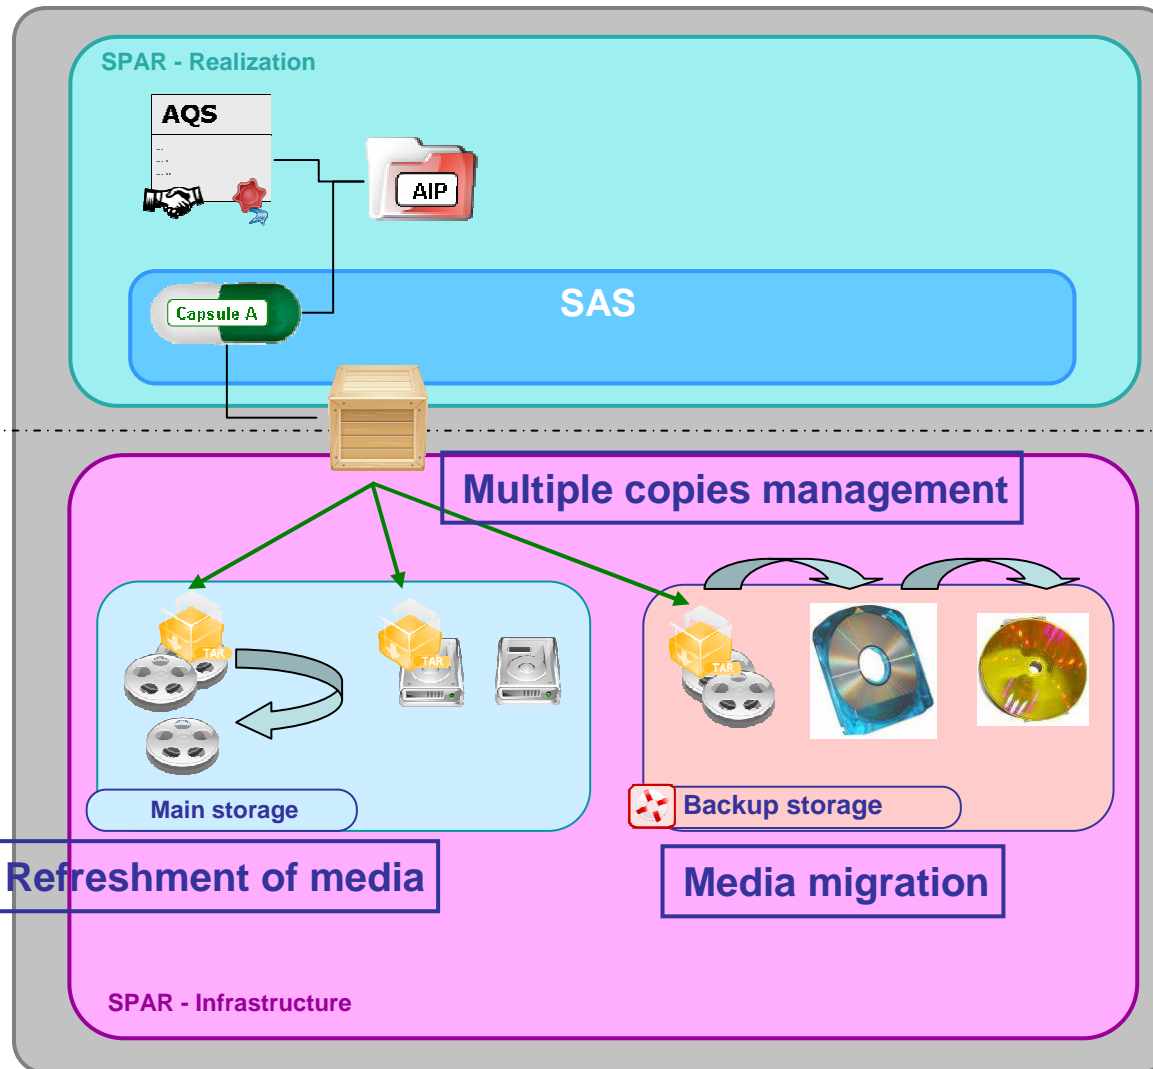 SPAR - Realization
AQS
...
... .
... ..
AIP
SAS
Capsule A
Multiple copies management
TAR
TAR
TAR
Main storage
Backup storage
Refreshment of media
Media migration
SPAR - Infrastructure